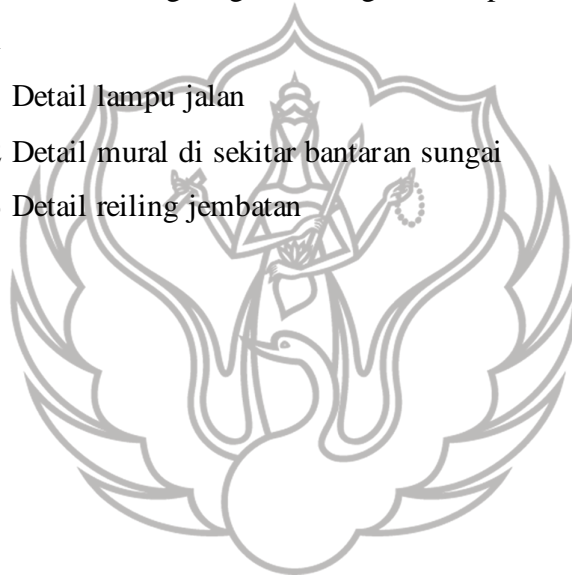 Detail lampu jalan
Detail mural di sekitar bantaran sungai
Detail reiling jembatan